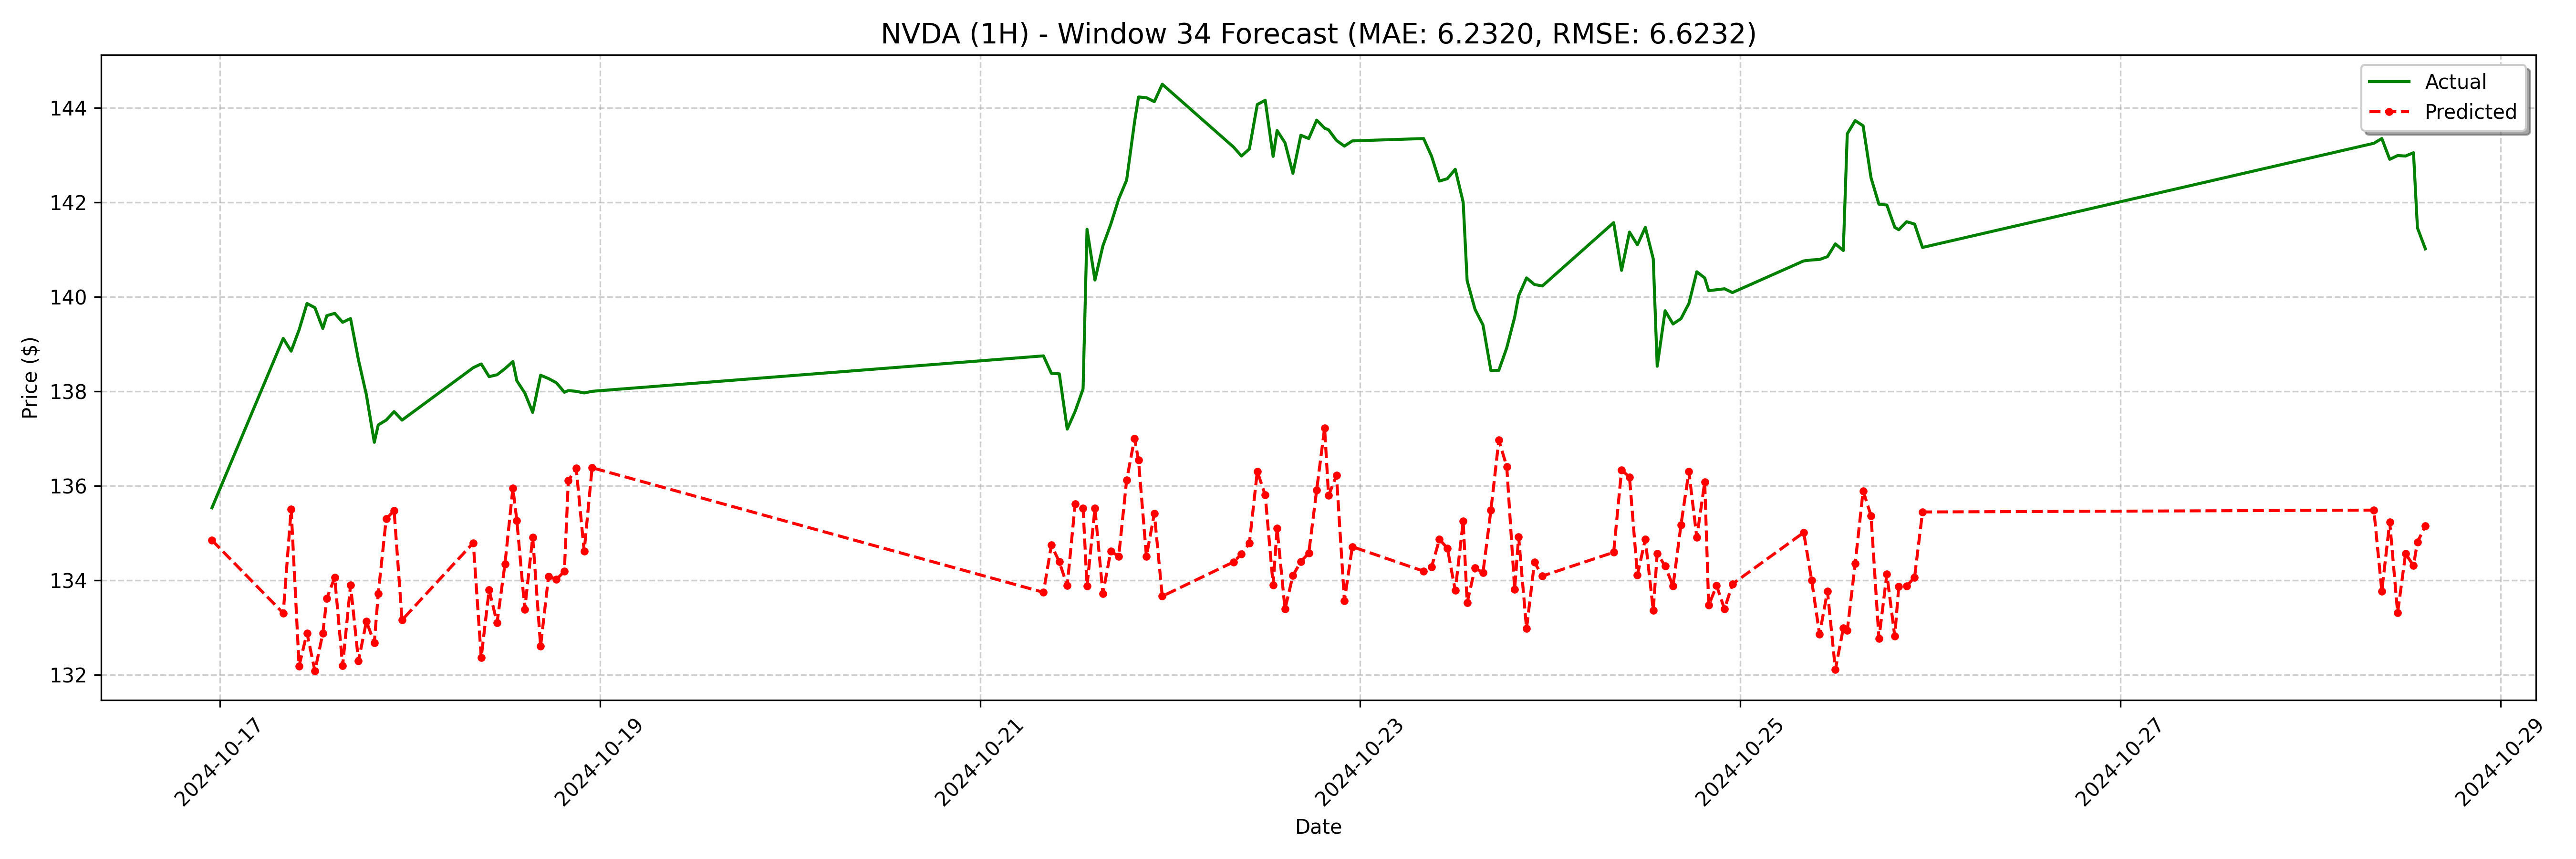 NVDA (1H) - Window 34 Forecast (MAE: 6.2320, RMSE: 6.6232)
Actual
Predicted
Price ($)
144
142
140
138
136
134
132
2024-10-17
2024-10-19
2024-10-21
2024-10-23
2024-10-25
2024-10-27
2024-10-29
Date